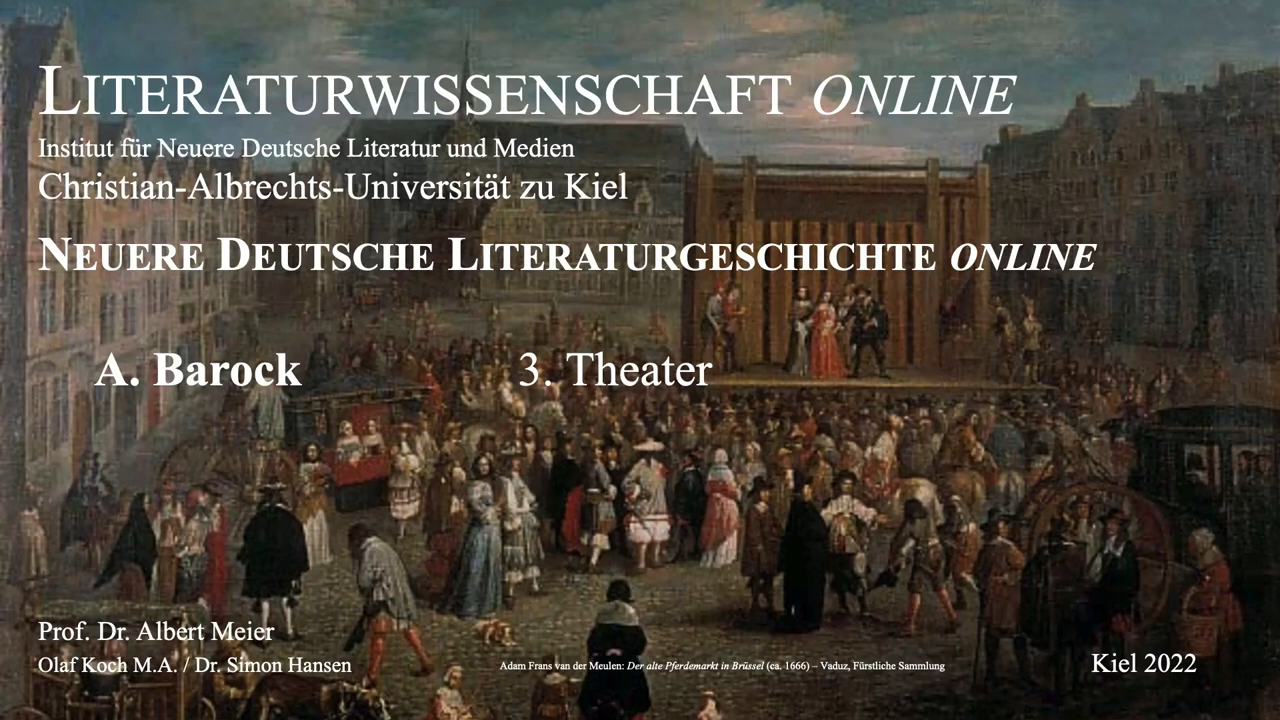 LITERATURWISSENSCHAFT ONLINE
Institut für Neuere Deutsche Literatur und Medien
Christian-Albrechts-Universität zu Kiel
NEUERE DEUTSCHE LITERATURGESCHICHTE ONLINE
A. Barock 3. Theater
Prof. Dr. Albert Meier
Olaf Koch M.A. / Dr. Simon Hansen
Adam Frans van der Meulen: Der alte Pferdemarkt in Brüssel (ca. 1666) – Vaduz, Fürstliche Sammlung
Kiel 2022